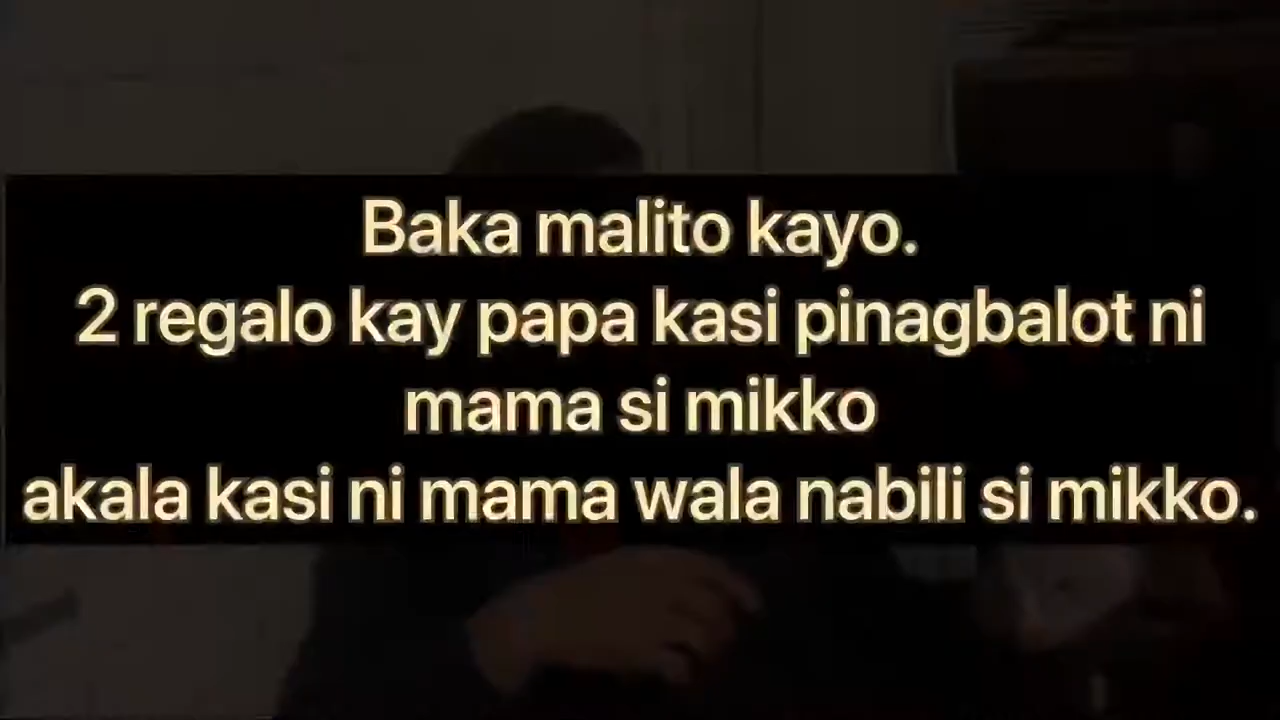 Baka malito kayo.
2 regalo kay papa kasi pinagbalot ni
mama si mikko
akala kasi ni mama wala nabili si mikko.